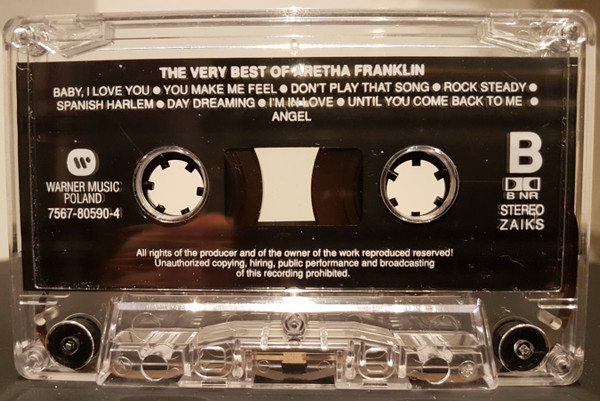 THE VERY BEST OF ARETHA FRANKLIN
BABY, I LOVE YOU ● YOU MAKE ME FEEL ● DON'T PLAY THAT SONG ● ROCK STEADY ●
SPANISH HARLEM ● DAY DREAMING ● I'M IN LOVE ● UNTIL YOU COME BACK TO ME ●
ANGEL
B
WARNER MUSIC
POLAND
7567-80590-4
B NR
STEREO
ZAIKS
All rights of the producer and of the owner of the work reproduced reserved!
Unauthorized copying, hiring, public performance and broadcasting
of this recording prohibited.